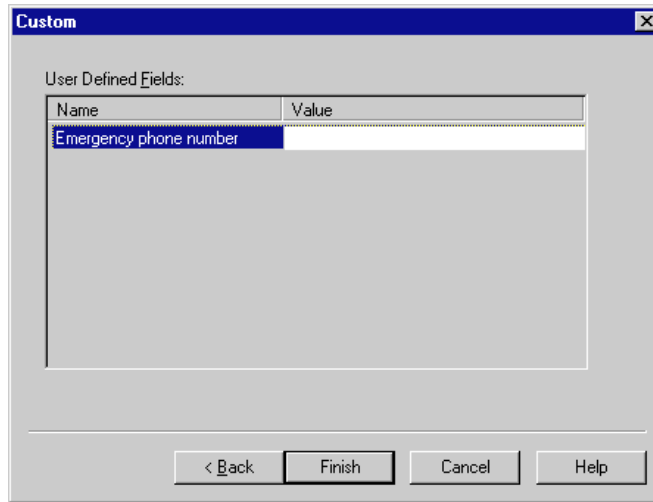 Custom
User Defined Fields:
Name Value
Emergency phone number
< Back Finish Cancel Help